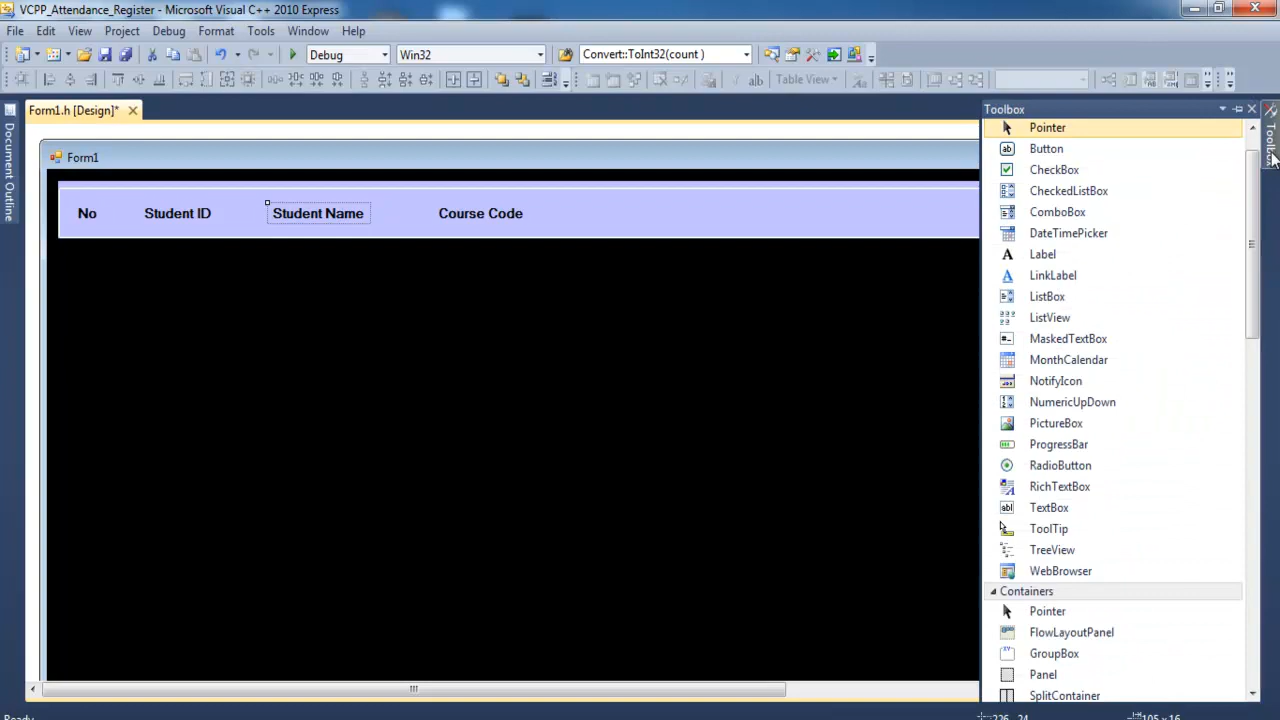 VCPP_Attendance_Register - Microsoft Visual C++ 2010 Express
File Edit View Project Debug Format Tools Window Help
Debug Win32 Convert::ToInt32(count )
Table View
Form1.h [Design]*
Toolbox
Document Outline
Toolbox
Form1
No Student ID Student Name Course Code
Pointer
Button
CheckBox
CheckedListBox
ComboBox
DateTimePicker
Label
LinkLabel
ListBox
ListView
MaskedTextBox
MonthCalendar
NotifyIcon
NumericUpDown
PictureBox
ProgressBar
RadioButton
RichTextBox
TextBox
ToolTip
TreeView
WebBrowser
Containers
Pointer
FlowLayoutPanel
GroupBox
Panel
SplitContainer
Ready